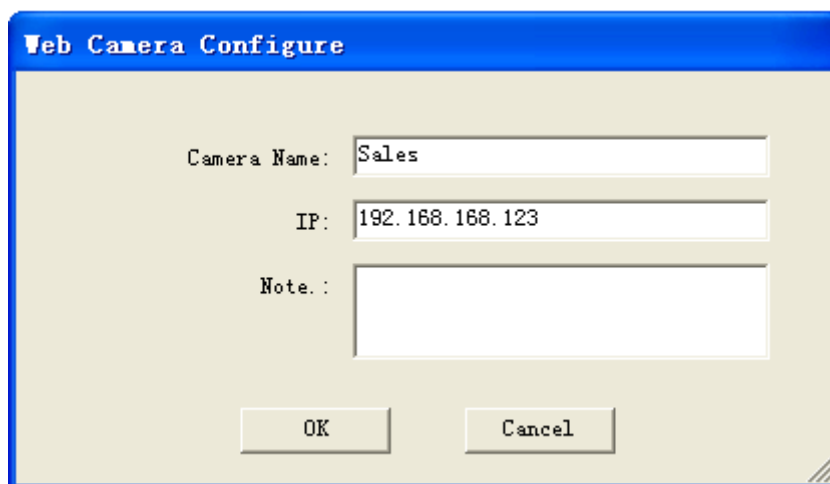 Web Camera Configure
Camera Name: Sales
IP: 192.168.168.123
Note.:
OK Cancel